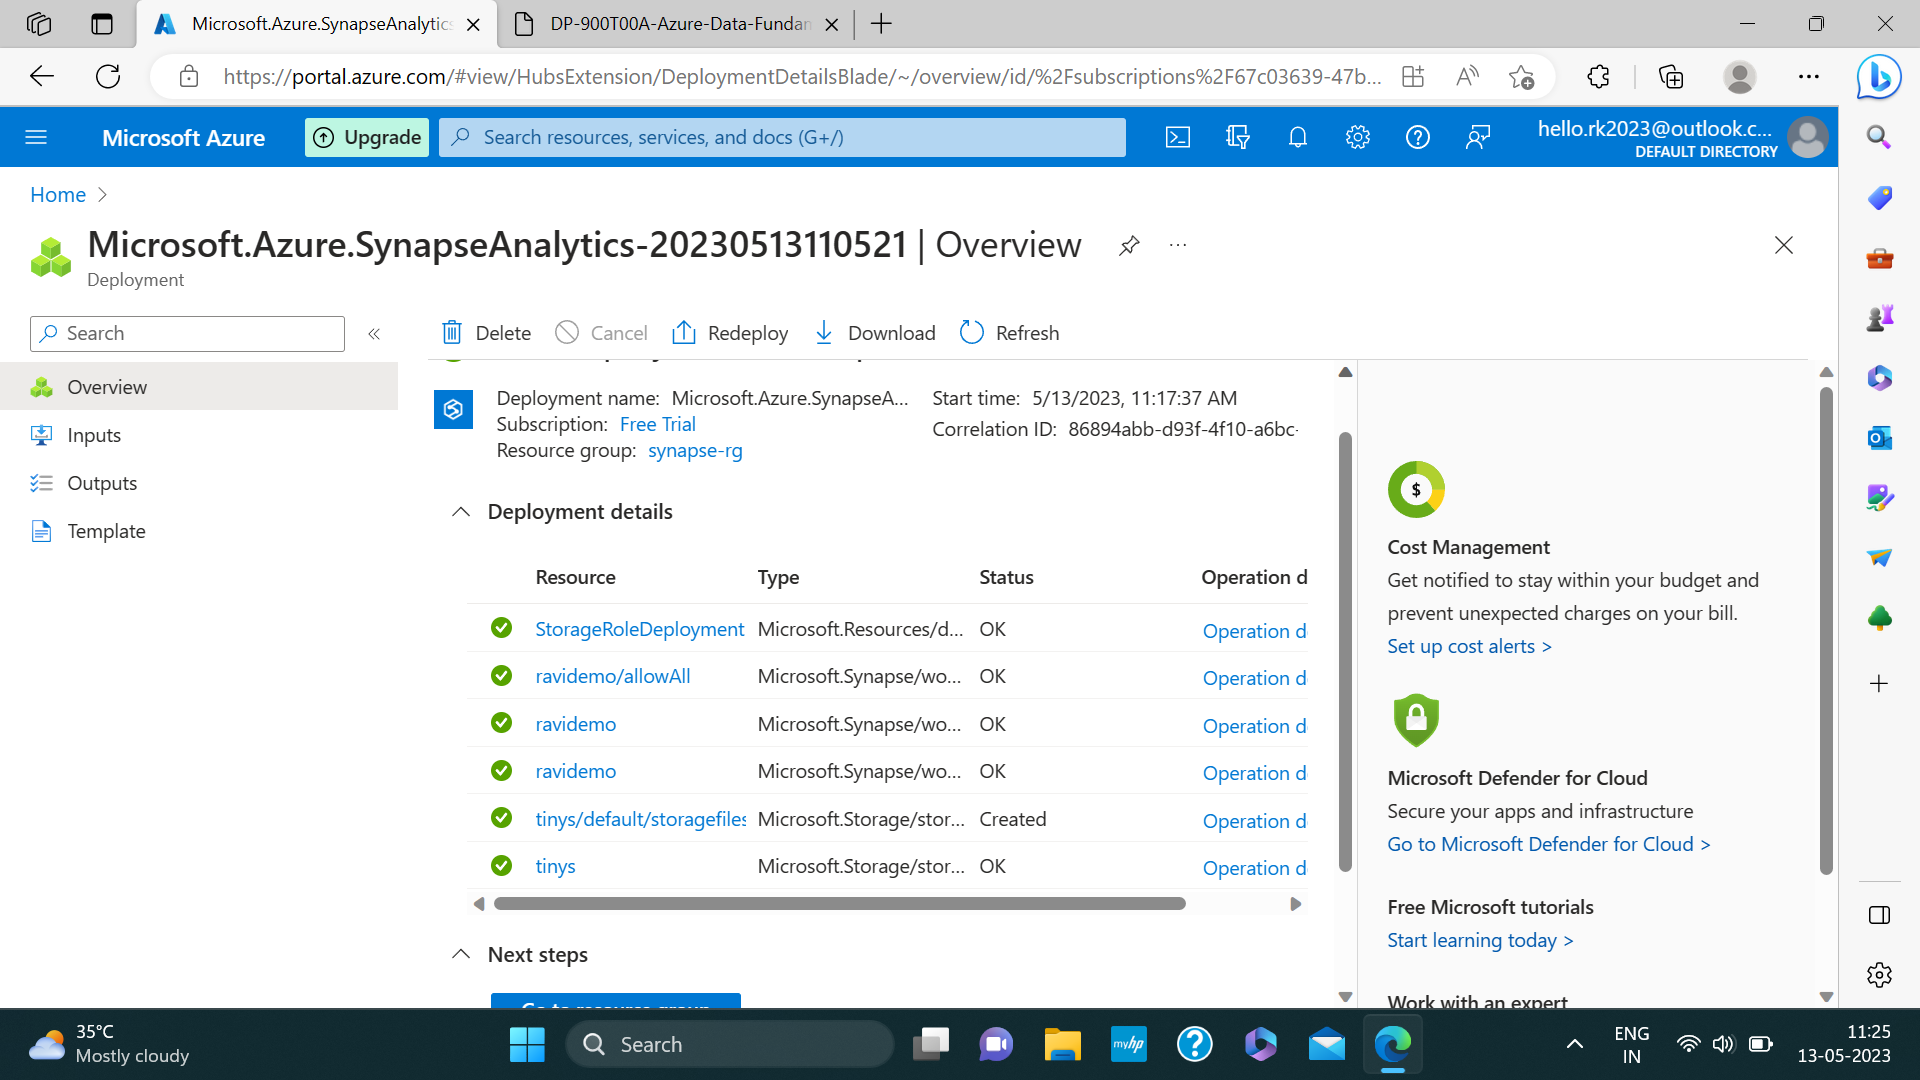 Microsoft.Azure.SynapseAnalytics
DP-900T00A-Azure-Data-Fundan
https://portal.azure.com/#view/HubsExtension/DeploymentDetailsBlade/~/overview/id/%2Fsubscriptions%2F67c03639-47b...
Microsoft Azure
Upgrade
Search resources, services, and docs (G+/)
hello.rk2023@outlook.c...
DEFAULT DIRECTORY
Home
Microsoft.Azure.SynapseAnalytics-20230513110521 | Overview
Deployment
Search
Delete
Cancel
Redeploy
Download
Refresh
Overview
Inputs
Outputs
Template
Deployment name: Microsoft.Azure.SynapseA...
Subscription: Free Trial
Resource group: synapse-rg
Start time: 5/13/2023, 11:17:37 AM
Correlation ID: 86894abb-d93f-4f10-a6bc-
Deployment details
Resource Type Status Operation d
StorageRoleDeployment Microsoft.Resources/d... OK Operation d
ravidemo/allowAll Microsoft.Synapse/wo... OK Operation d
ravidemo Microsoft.Synapse/wo... OK Operation d
ravidemo Microsoft.Synapse/wo... OK Operation d
tinys/default/storagefiles Microsoft.Storage/stor... Created Operation d
tinys Microsoft.Storage/stor... OK Operation d
Next steps
Go to resource group
Cost Management
Get notified to stay within your budget and
prevent unexpected charges on your bill.
Set up cost alerts >
Microsoft Defender for Cloud
Secure your apps and infrastructure
Go to Microsoft Defender for Cloud >
Free Microsoft tutorials
Start learning today >
Work with an expert
35°C
Mostly cloudy
Search
myhp
ENG
IN
11:25
13-05-2023